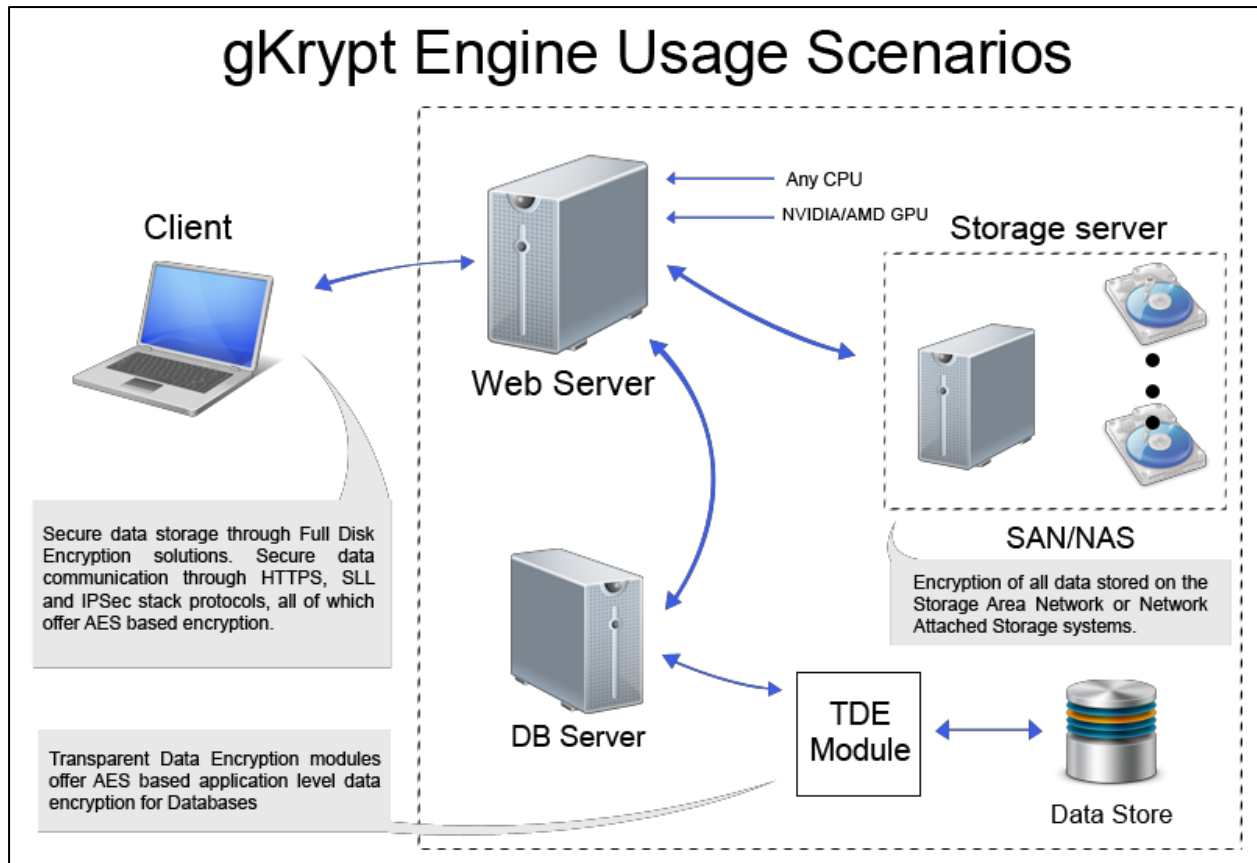 gKrypt Engine Usage Scenarios
Any CPU
NVIDIA/AMD GPU
Client
Storage server
Web Server
Secure data storage through Full Disk
Encryption solutions. Secure data
communication through HTTPS, SLL
and IPSec stack protocols, all of which
offer AES based encryption.
SAN/NAS
Encryption of all data stored on the
Storage Area Network or Network
Attached Storage systems.
DB Server
TDE
Module
Transparent Data Encryption modules
offer AES based application level data
encryption for Databases
Data Store